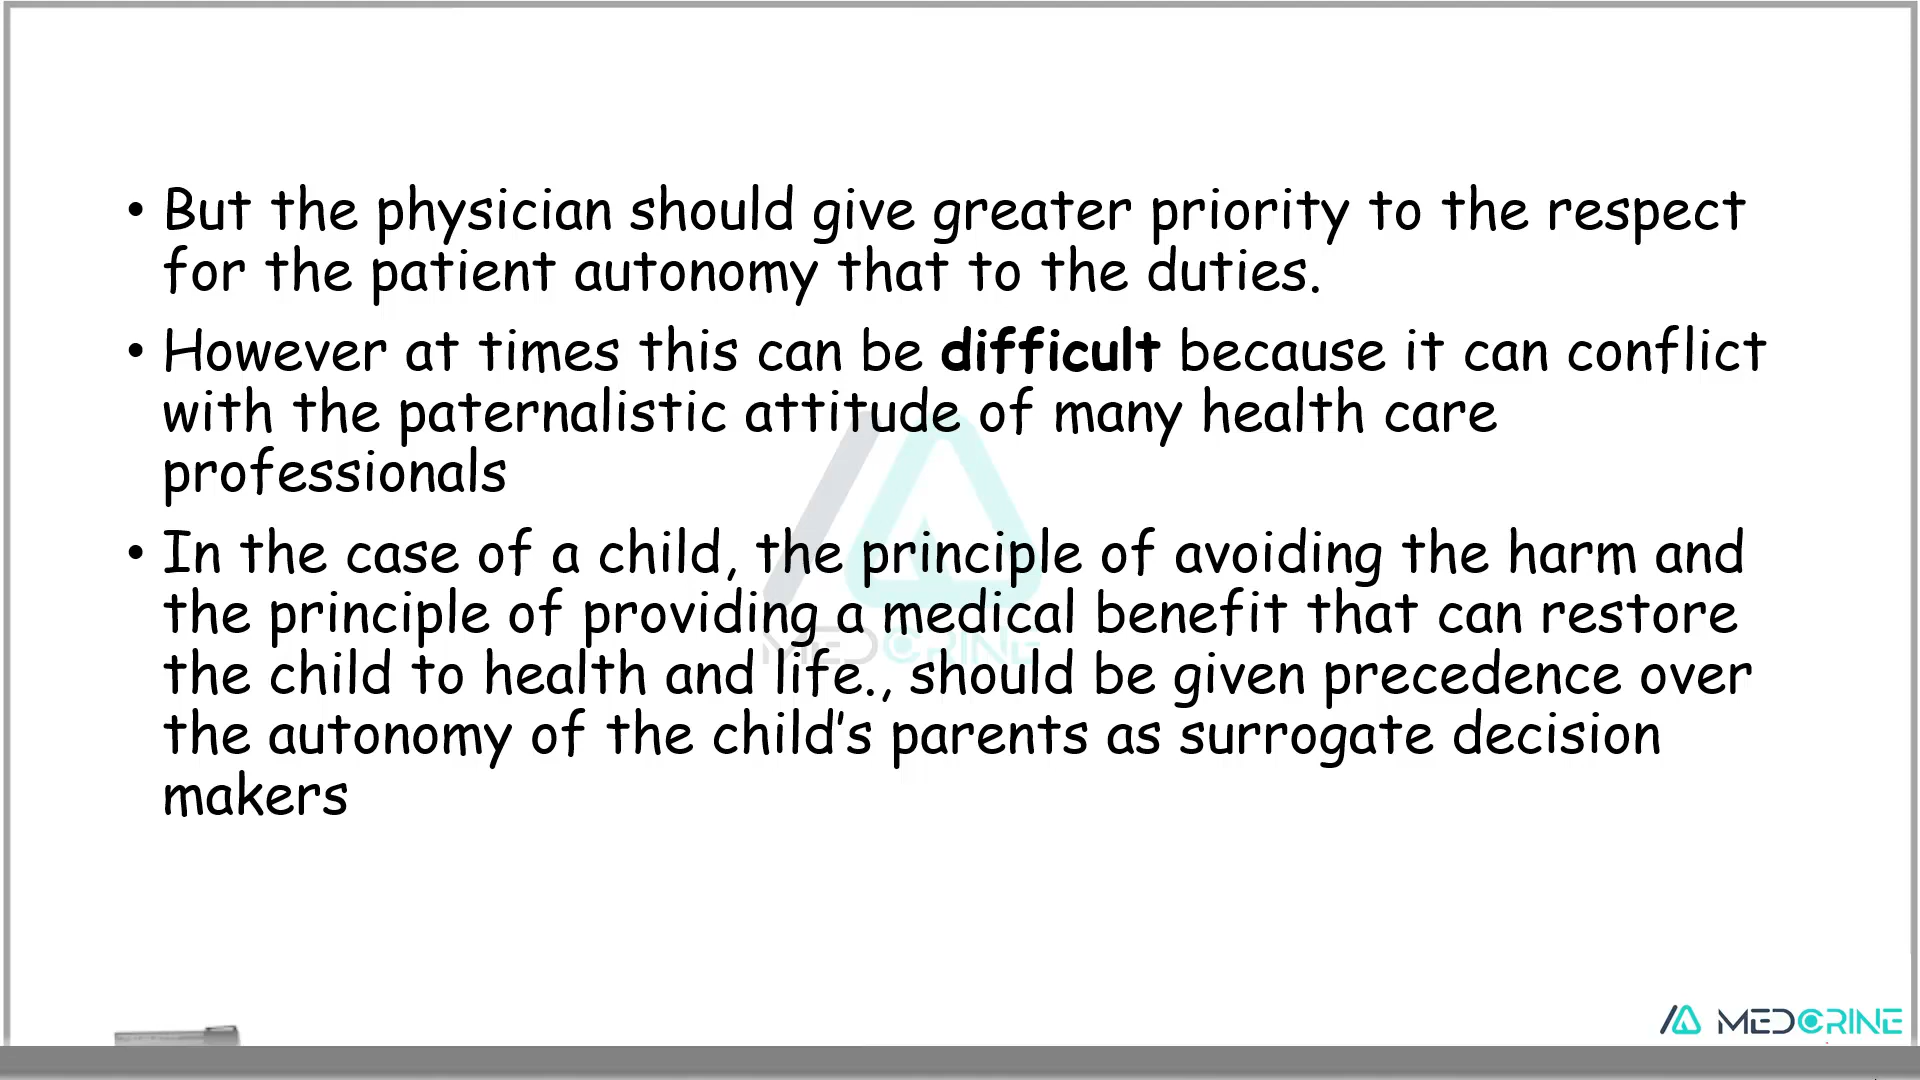 • But the physician should give greater priority to the respect
for the patient autonomy that to the duties.
• However at times this can be difficult because it can conflict
with the paternalistic attitude of many health care
professionals
• In the case of a child, the principle of avoiding the harm and
the principle of providing a medical benefit that can restore
the child to health and life., should be given precedence over
the autonomy of the child’s parents as surrogate decision
makers
MEDCRINE
MEDCRINE